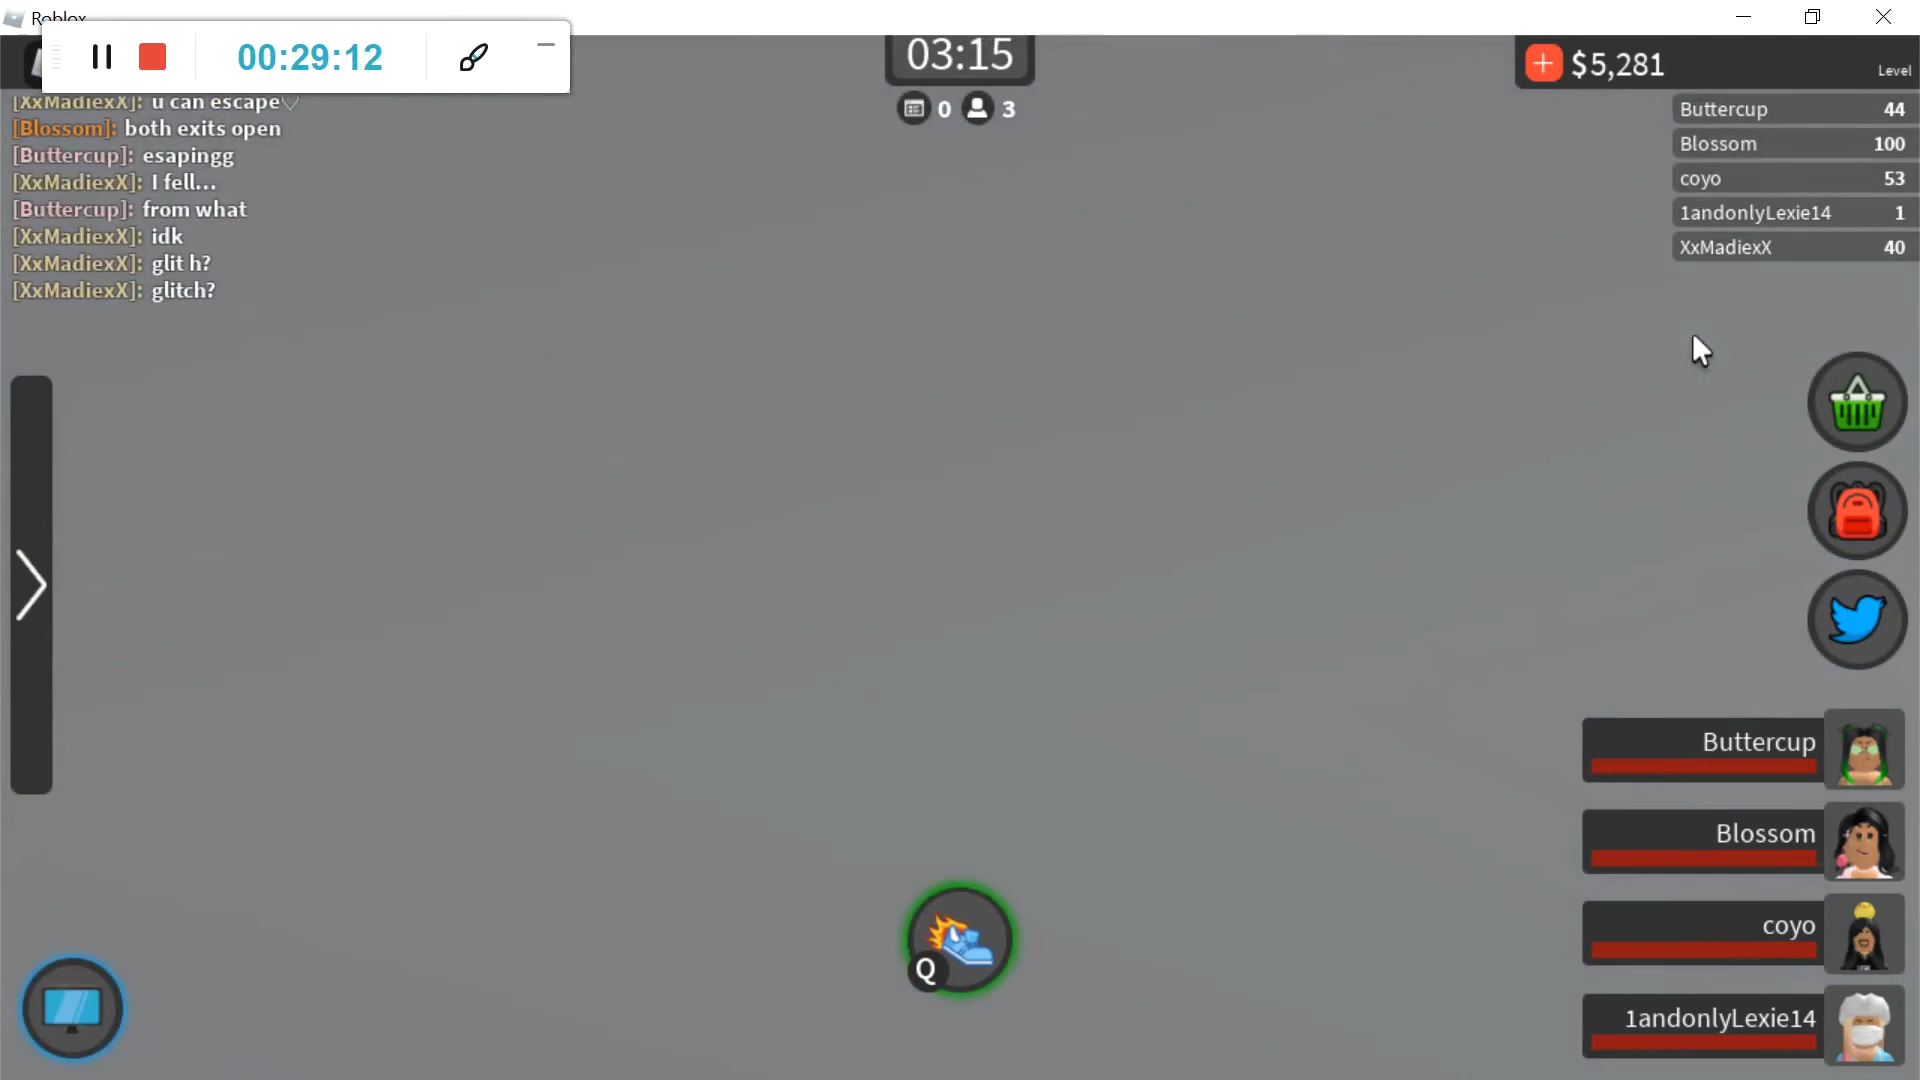 Roblox
00:29:12
03:15
0 3
$5,281
Level
[XxMadiexX]: u can escape♡
[Blossom]: both exits open
[Buttercup]: esapingg
[XxMadiexX]: I fell...
[Buttercup]: from what
[XxMadiexX]: idk
[XxMadiexX]: glit h?
[XxMadiexX]: glitch?
Buttercup 44
Blossom 100
coyo 53
1andonlyLexie14 1
XxMadiexX 40
Buttercup
Blossom
coyo
1andonlyLexie14
Q